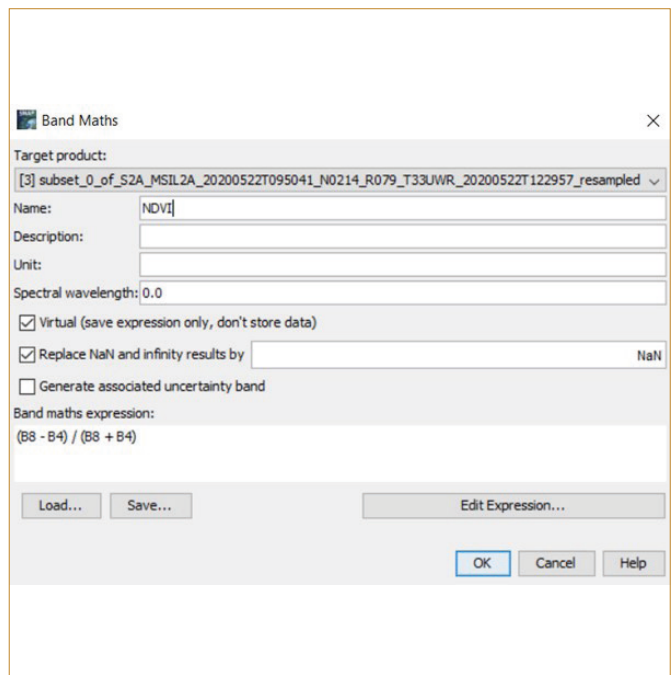 Band Maths
Target product:
[3] subset_0_of_S2A_MSIL2A_20200522T095041_N0214_R079_T33UWR_20200522T122957_resampled
Name: NDVI
Description:
Unit:
Spectral wavelength: 0.0
Virtual (save expression only, don't store data)
Replace NaN and infinity results by NaN
Generate associated uncertainty band
Band maths expression:
(B8 - B4) / (B8 + B4)
Load... Save... Edit Expression...
OK Cancel Help